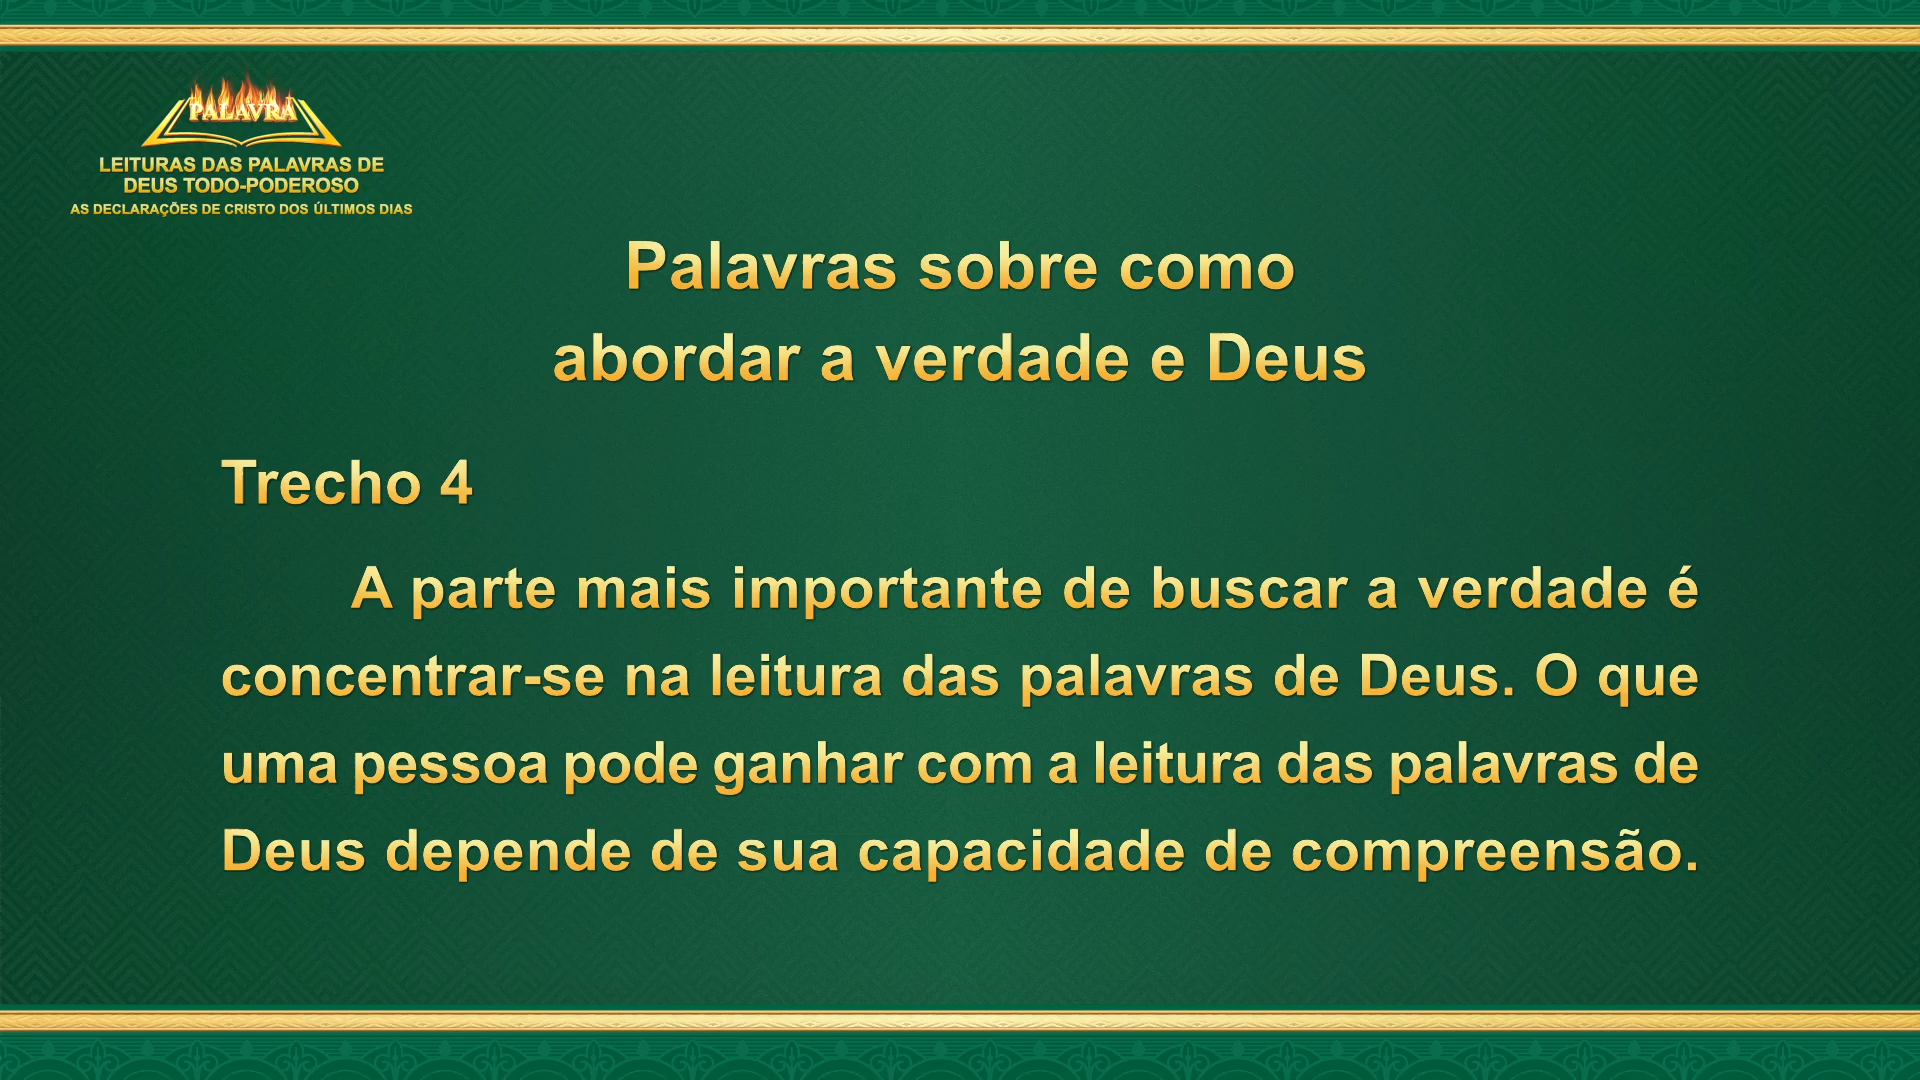 PALAVRA
LEITURAS DAS PALAVRAS DE
DEUS TODO-PODEROSO
AS DECLARAÇÕES DE CRISTO DOS ÚLTIMOS DIAS
Palavras sobre como
abordar a verdade e Deus
Trecho 4
A parte mais importante de buscar a verdade é
concentrar-se na leitura das palavras de Deus. O que
uma pessoa pode ganhar com a leitura das palavras de
Deus depende de sua capacidade de compreensão.